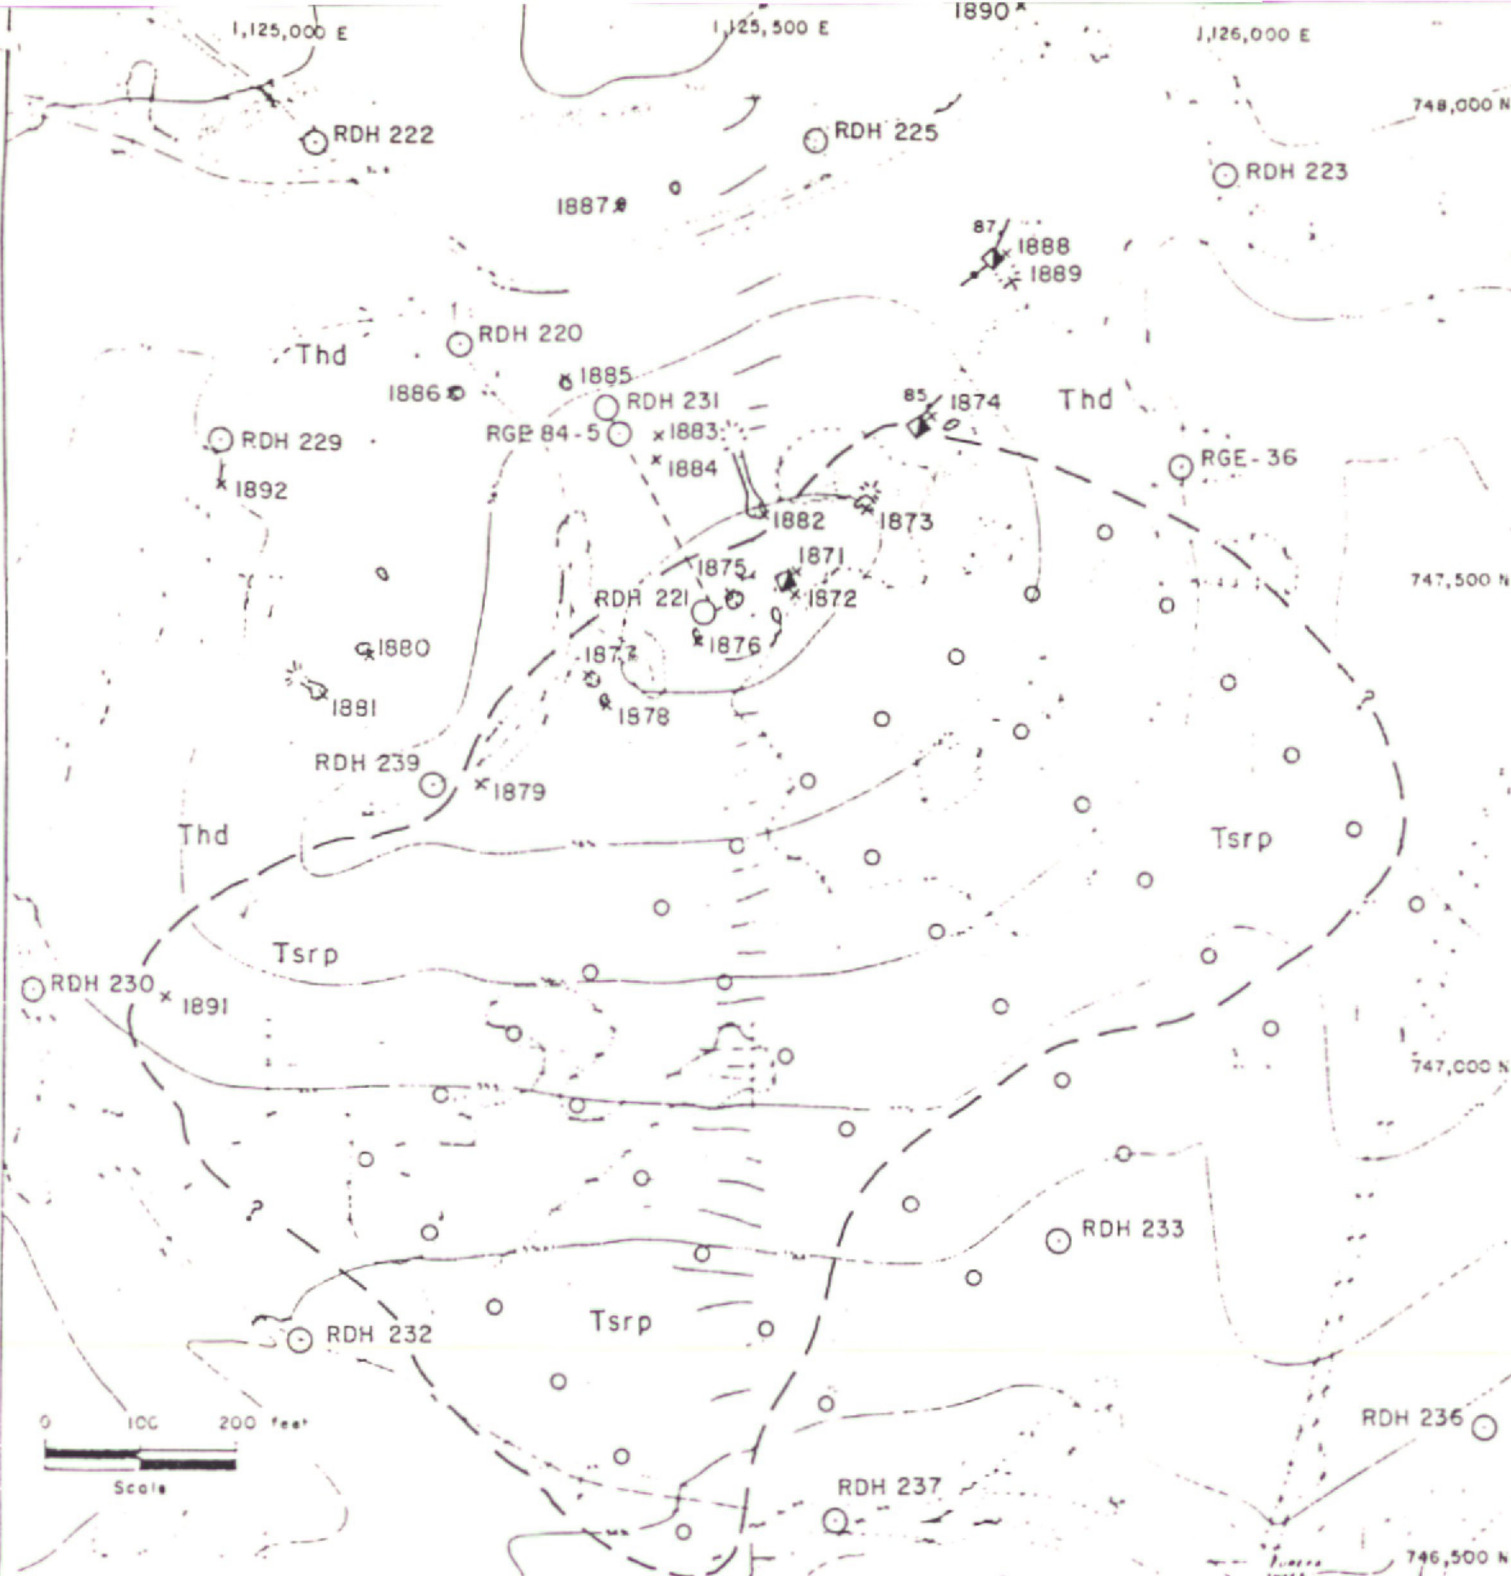 1890
1,125,000 E
1,125,500 E
1,126,000 E
748,000 N
RDH 222
RDH 225
RDH 223
1887
87
1888
1889
RDH 220
Thd
1885
1886
RDH 231
85
1874
Thd
RGE 84-5
1883
RDH 229
1884
RGE-36
1892
1882
1873
1875
1871
747,500 N
RDH 221
1872
1876
1880
1877
1881
1878
?
RDH 239
1879
Thd
Tsrp
Tsrp
RDH 230
1891
747,000 N
?
RDH 233
Tsrp
RDH 232
0 100 200 feet
Scale
RDH 236
RDH 237
746,500 N